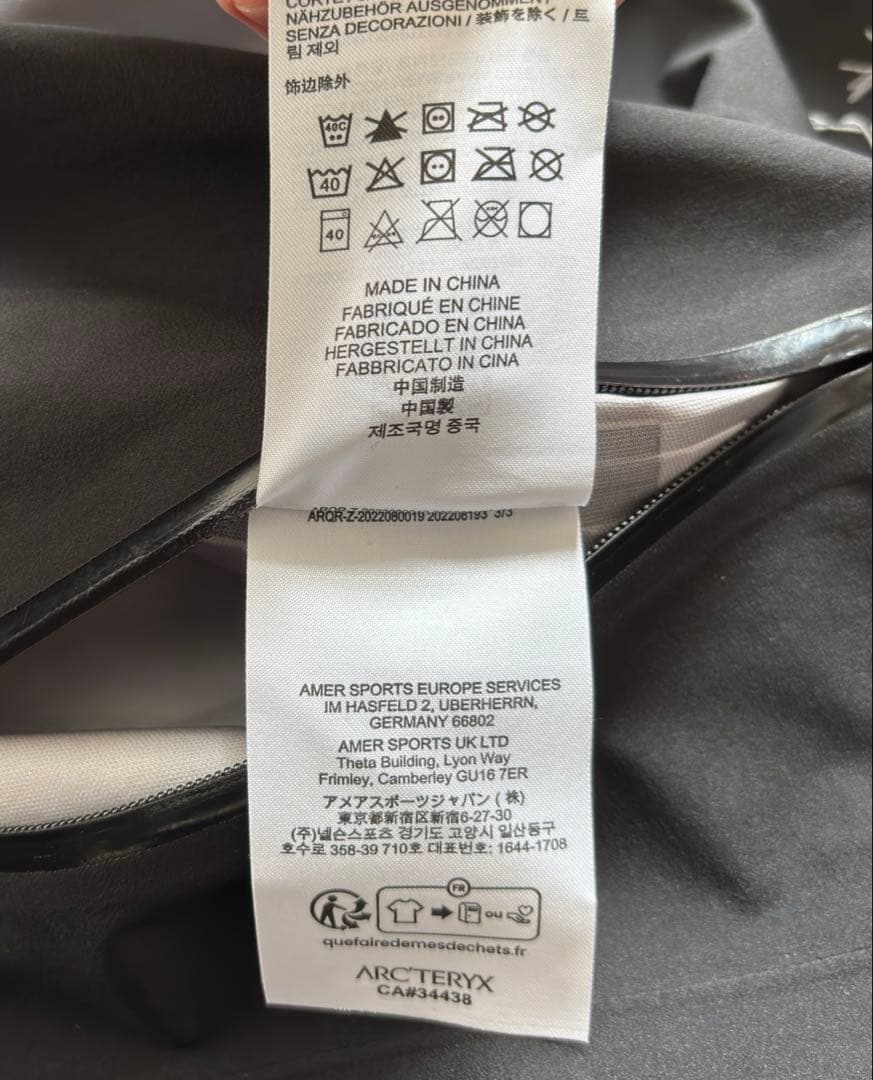 NÄHZUBEHÖR AUSGENOMMEN /
SENZA DECORAZIONI / 装飾を除く / 트
림 제외
饰边除外
40C
40
40
MADE IN CHINA
FABRIQUÉ EN CHINE
FABRICADO EN CHINA
HERGESTELLT IN CHINA
FABBRICATO IN CINA
中国制造
中国製
제조국명 중국
ARQR-Z-2022080019 202208193 3/3
AMER SPORTS EUROPE SERVICES
IM HASFELD 2, UBERHERRN,
GERMANY 66802
AMER SPORTS UK LTD
Theta Building, Lyon Way
Frimley, Camberley GU16 7ER
アメアスポーツジャパン ( 株)
東京都新宿区新宿6-27-30
(주)넬슨스포츠 경기도 고양시 일산동구
호수로 358-39 710호 대표번호: 1644-1708
FR
ou
quefairedemesdechets.fr
ARC'TERYX
CA#34438